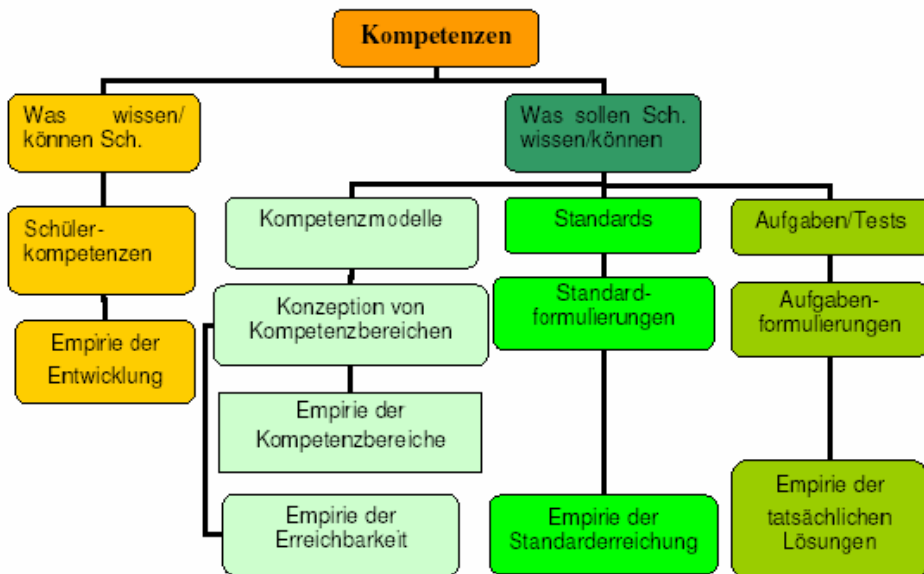 Kompetenzen
Was wissen/
können Sch.
Was sollen Sch.
wissen/können
Schüler-
kompetenzen
Kompetenzmodelle
Standards
Aufgaben/Tests
Empirie der
Entwicklung
Konzeption von
Kompetenzbereichen
Standard-
formulierungen
Aufgaben-
formulierungen
Empirie der
Kompetenzbereiche
Empirie der
Erreichbarkeit
Empirie der
Standarderreichung
Empirie der
tatsächlichen
Lösungen